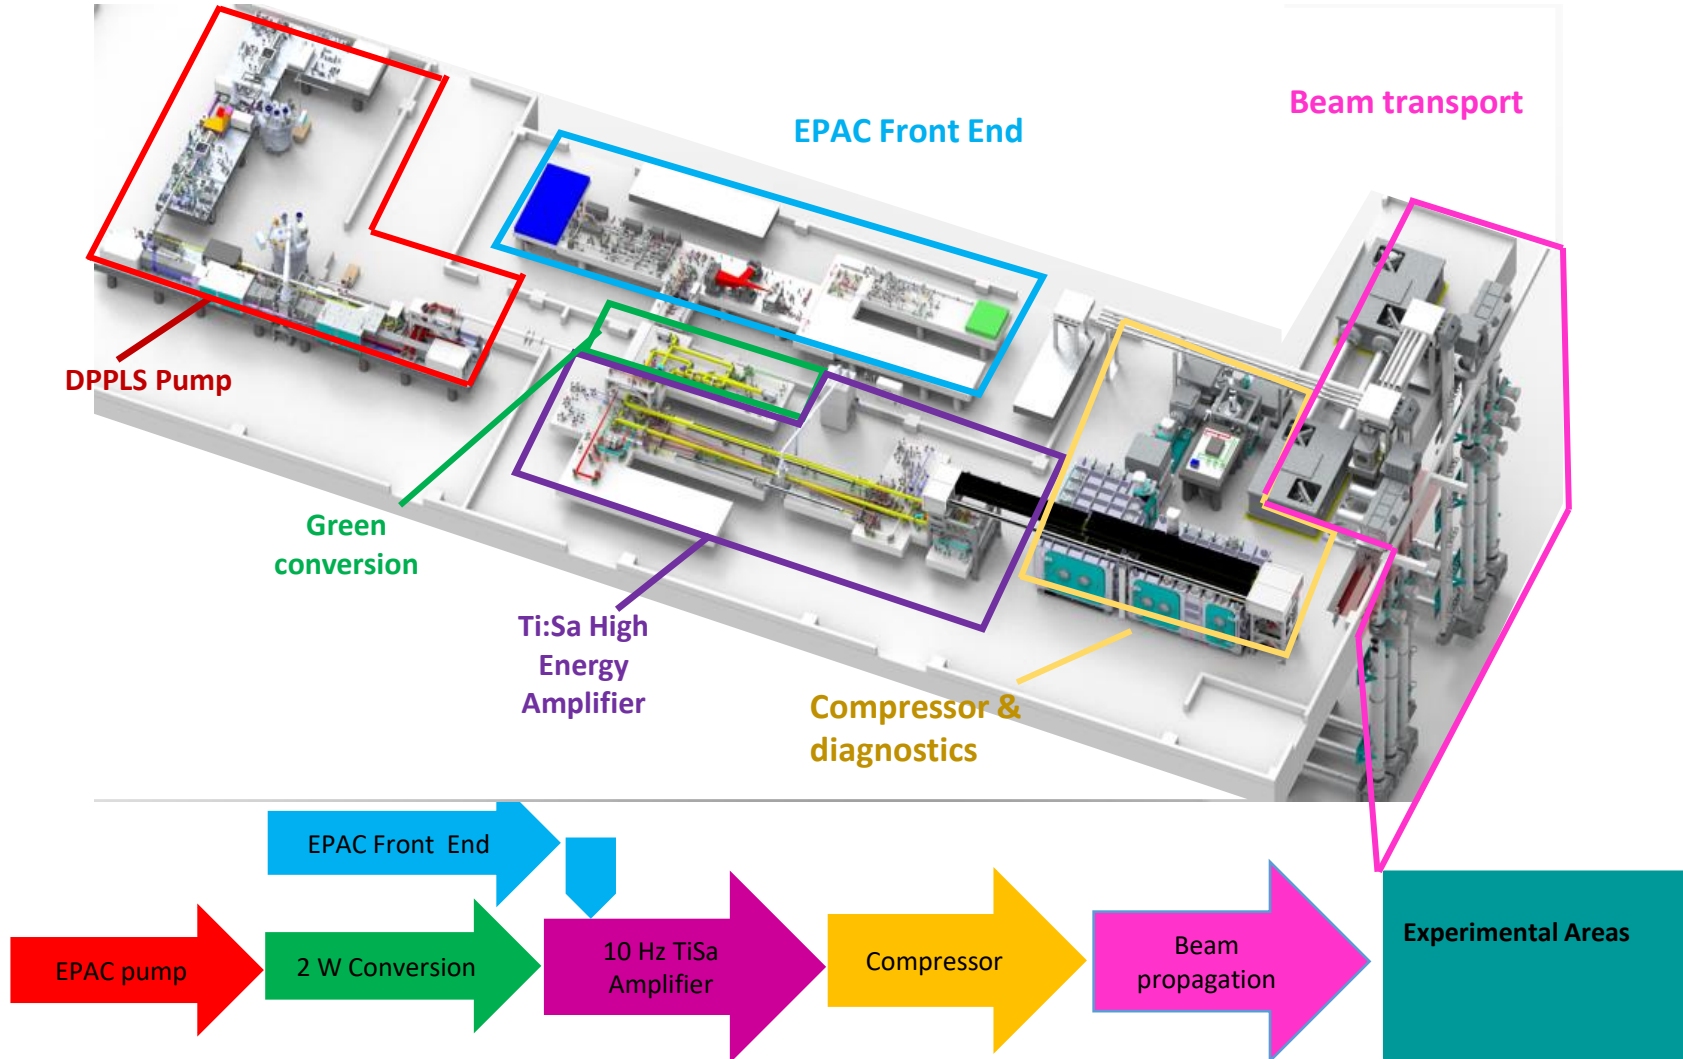 Beam transport
EPAC Front End
DPPLS Pump
Green
conversion
Ti:Sa High
Energy
Amplifier
Compressor &
diagnostics
EPAC Front  End
EPAC pump
2 W Conversion
10 Hz TiSa
Amplifier
Compressor
Beam
propagation
Experimental Areas